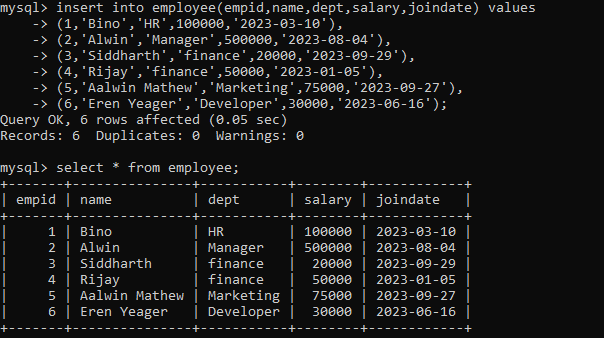 mysql> insert into employee(empid,name,dept,salary,joindate) values
    -> (1,'Bino','HR',100000,'2023-03-10'),
    -> (2,'Alwin','Manager',500000,'2023-08-04'),
    -> (3,'Siddharth','finance',20000,'2023-09-29'),
    -> (4,'Rijay','finance',50000,'2023-01-05'),
    -> (5,'Aalwin Mathew','Marketing',75000,'2023-09-27'),
    -> (6,'Eren Yeager','Developer',30000,'2023-06-16');
Query OK, 6 rows affected (0.05 sec)
Records: 6  Duplicates: 0  Warnings: 0

mysql> select * from employee;
+-------+---------------+-----------+--------+------------+
| empid | name          | dept      | salary | joindate   |
+-------+---------------+-----------+--------+------------+
|     1 | Bino          | HR        | 100000 | 2023-03-10 |
|     2 | Alwin         | Manager   | 500000 | 2023-08-04 |
|     3 | Siddharth     | finance   |  20000 | 2023-09-29 |
|     4 | Rijay         | finance   |  50000 | 2023-01-05 |
|     5 | Aalwin Mathew | Marketing |  75000 | 2023-09-27 |
|     6 | Eren Yeager   | Developer |  30000 | 2023-06-16 |
+-------+---------------+-----------+--------+------------+